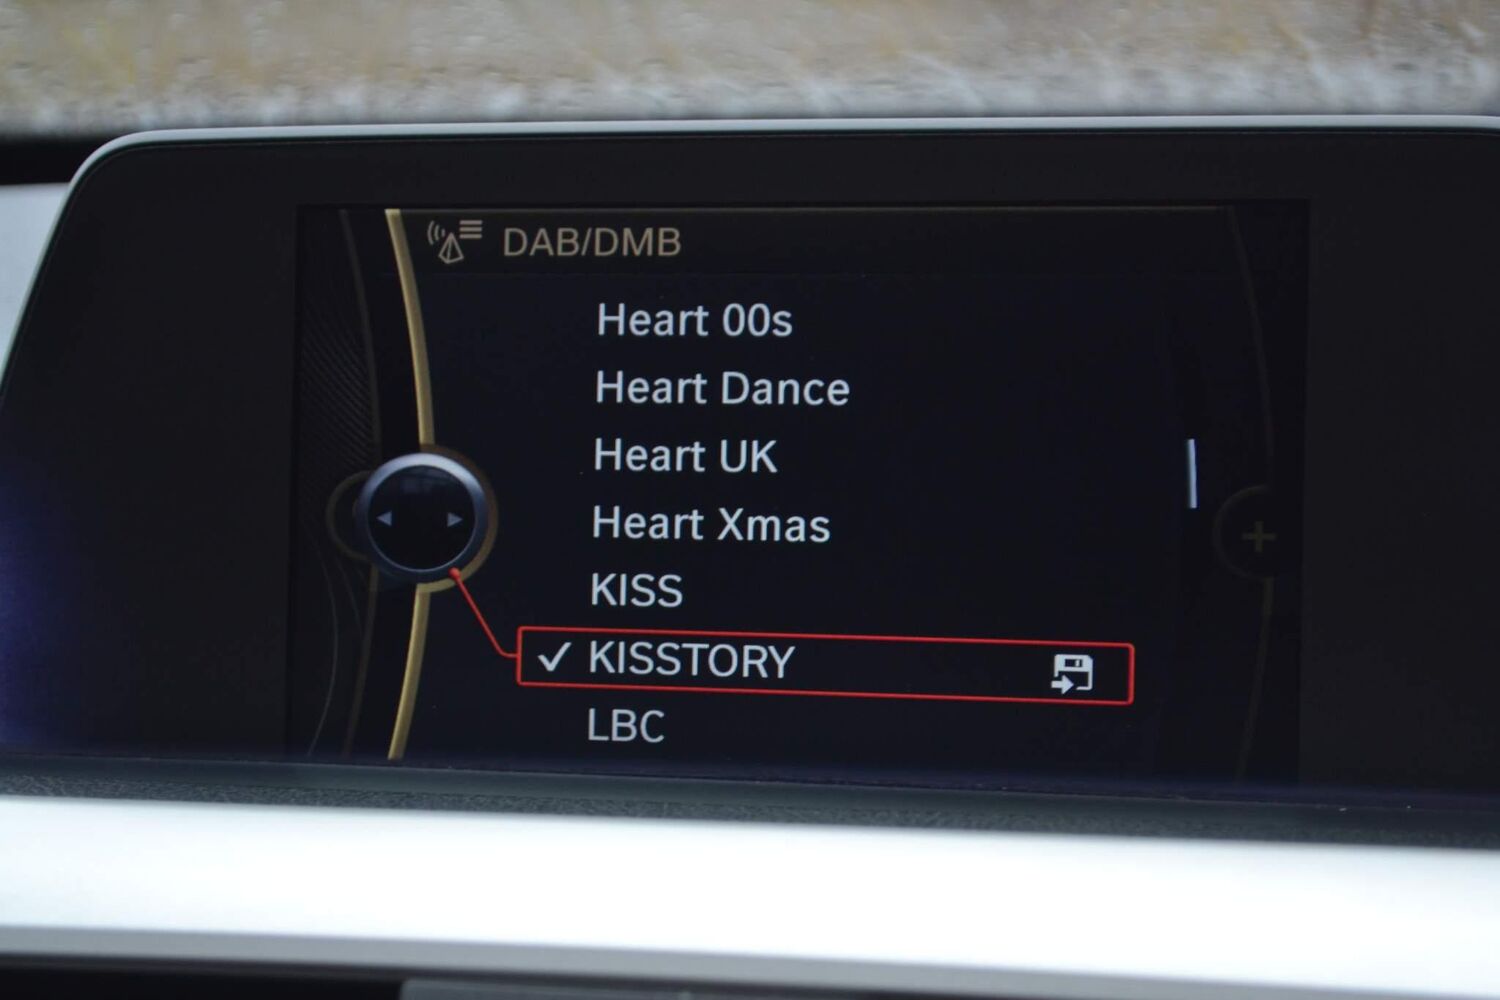 DAB/DMB
Heart 00s
Heart Dance
Heart UK
Heart Xmas
KISS
✓ KISSTORY
LBC